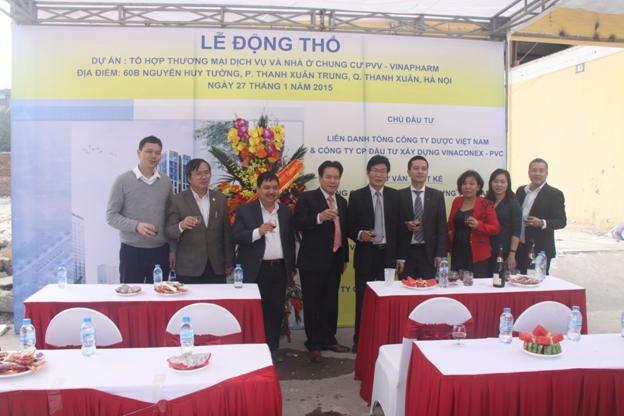 LỄ ĐỘNG THỔ
DỰ ÁN : TỔ HỢP THƯƠNG MẠI DỊCH VỤ VÀ NHÀ Ở CHUNG CƯ PVV - VINAPHARM
ĐỊA ĐIỂM: 60B NGUYỄN HUY TƯỞNG, P. THANH XUÂN TRUNG, Q. THANH XUÂN, HÀ NỘI
NGÀY 27 THÁNG 1 NĂM 2015
CHỦ ĐẦU TƯ
LIÊN DANH TỔNG CÔNG TY DƯỢC VIỆT NAM
& CÔNG TY CP ĐẦU TƯ XÂY DỰNG VINACONEX - PVC
VẤN
KẾ